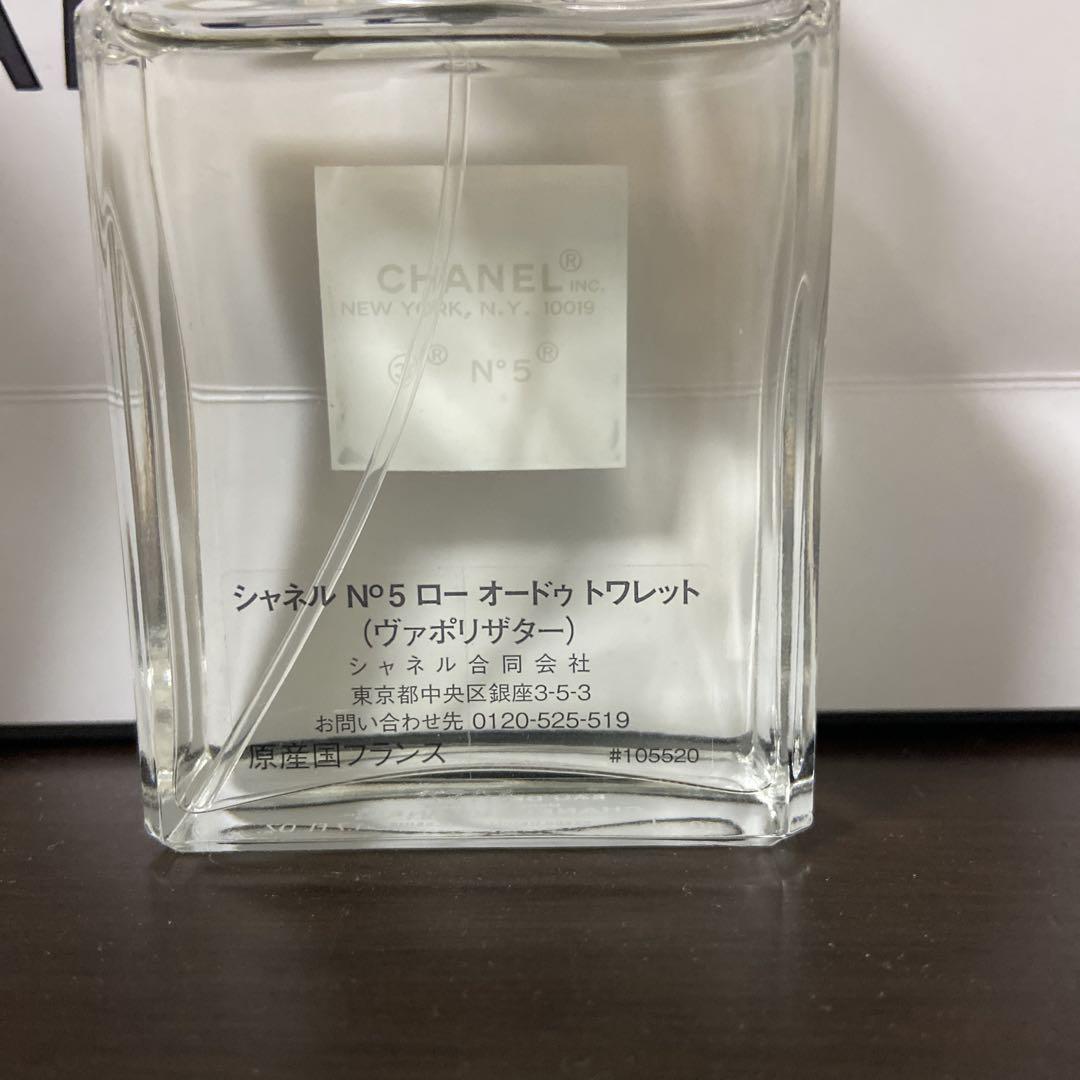 CHANEL® INC.
NEW YORK, N.Y. 10019
③® N°5®
シャネル N°5 ロー オードゥ トワレット
(ヴァポリザター)
シャネル合同会社
東京都中央区銀座3-5-3
お問い合わせ先 0120-525-519
原産国フランス #105520